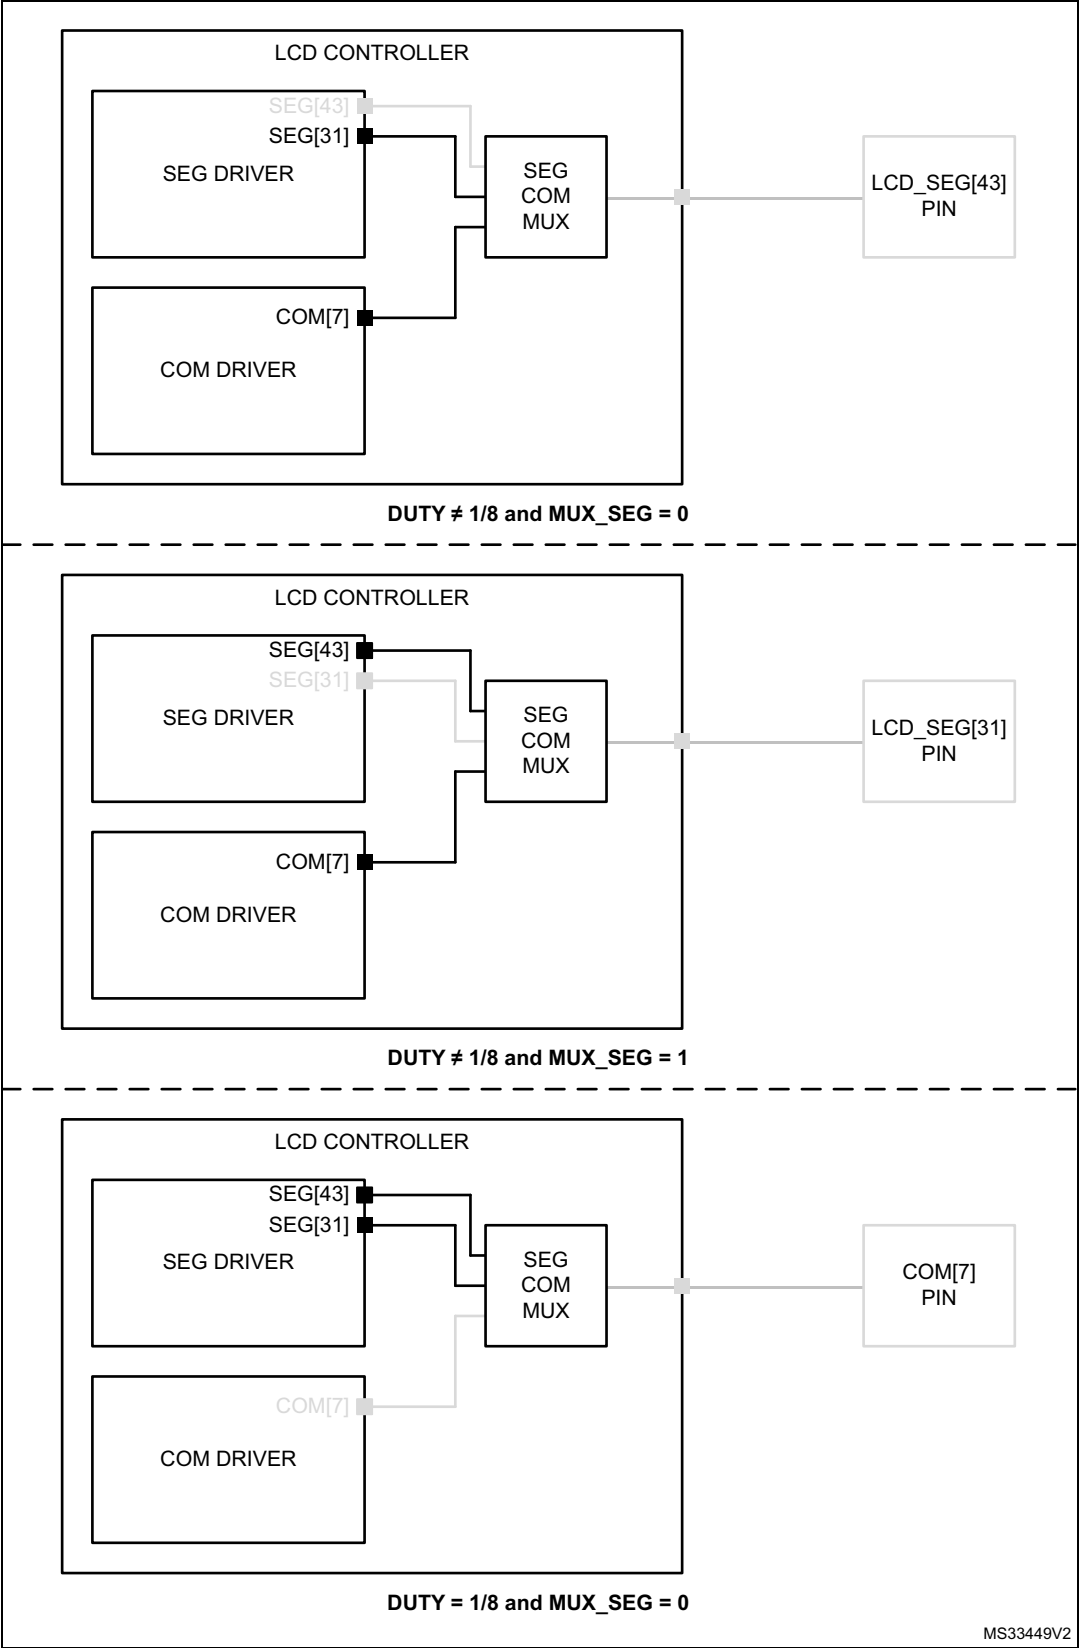 LCD CONTROLLER
SEG[43]
SEG[31]
SEG DRIVER
SEG
COM
MUX
LCD_SEG[43]
PIN
COM[7]
COM DRIVER
DUTY ≠ 1/8 and MUX_SEG = 0
LCD CONTROLLER
SEG[43]
SEG[31]
SEG DRIVER
SEG
COM
MUX
LCD_SEG[31]
PIN
COM[7]
COM DRIVER
DUTY ≠ 1/8 and MUX_SEG = 1
LCD CONTROLLER
SEG[43]
SEG[31]
SEG DRIVER
SEG
COM
MUX
COM[7]
PIN
COM[7]
COM DRIVER
DUTY = 1/8 and MUX_SEG = 0
MS33449V2